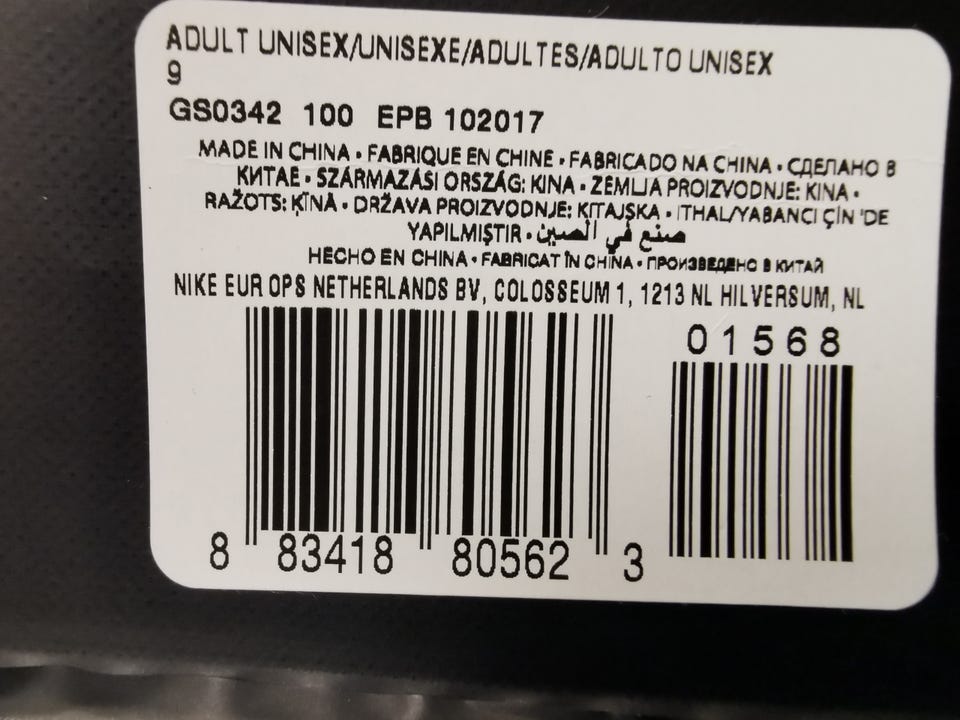 ADULT UNISEX/UNISEXE/ADULTES/ADULTO UNISEX
9
GS0342 100 EPB 102017
MADE IN CHINA • FABRIQUE EN CHINE • FABRICADO NA CHINA • СДЕЛАНО В
КИТАЕ • SZÁRMAZÁSI ORSZÁG: KINA • ZEMLJA PROIZVODNJE: KINA •
RAŽOTS: ĶĪNĀ • DRŽAVA PROIZVODNJE: KITAJSKA • ITHAL/YABANCI ÇİN 'DE
YAPILMIŞTIR • صنع في الصين
HECHO EN CHINA • FABRICAT ÎN CHINA • ПРОИЗВЕДЕНО В КИТАЙ
NIKE EUR OPS NETHERLANDS BV, COLOSSEUM 1, 1213 NL HILVERSUM, NL
01568
8 83418 80562 3